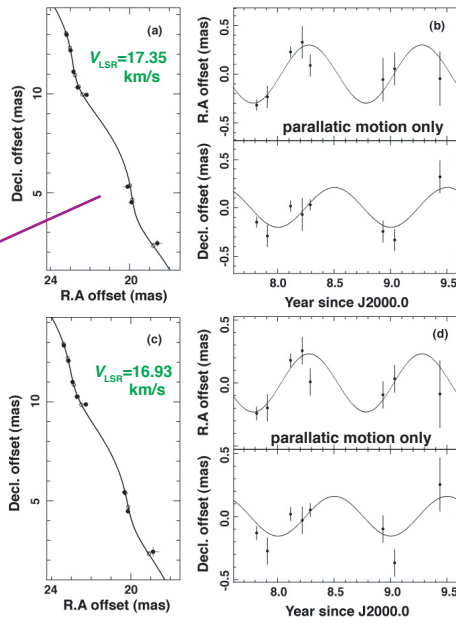 (a)
V_LSR=17.35
km/s
10
5
Decl. offset (mas)
24
20
R.A offset (mas)
(b)
0.5
0.0
-0.5
R.A offset (mas)
parallatic motion only
0.5
0.0
-0.5
Decl. offset (mas)
8.0
8.5
9.0
9.5
Year since J2000.0
(c)
V_LSR=16.93
km/s
10
5
Decl. offset (mas)
24
20
R.A offset (mas)
(d)
0.5
0.0
-0.5
R.A offset (mas)
parallatic motion only
0.5
0.0
-0.5
Decl. offset (mas)
8.0
8.5
9.0
9.5
Year since J2000.0